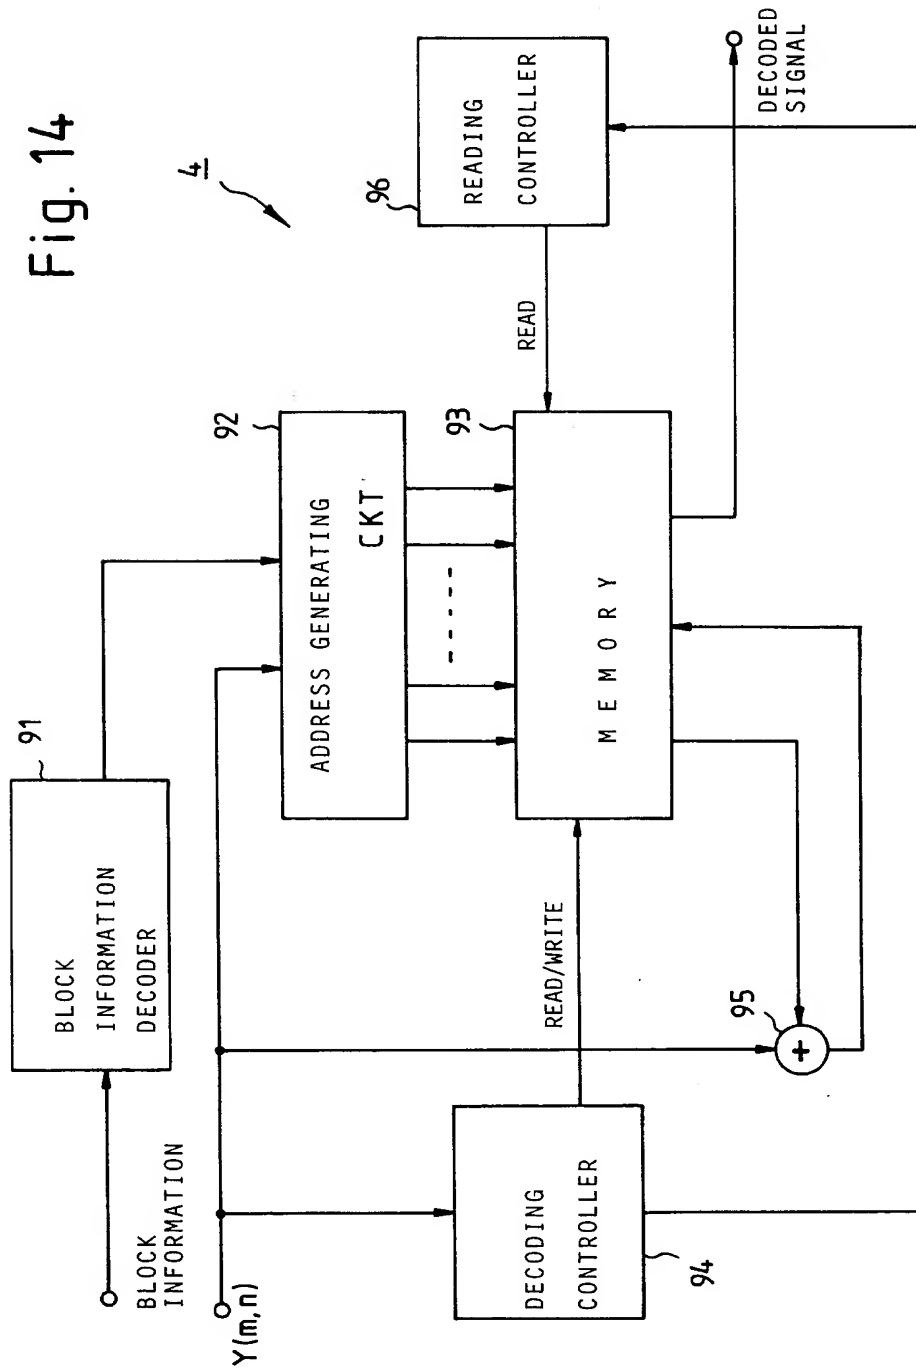 Fig. 14
4
BLOCK
INFORMATION
BLOCK
INFORMATION
DECODER
91
Y(m,n)
ADDRESS GENERATING
CKT
92
DECODING
CONTROLLER
94
READ/WRITE
MEMORY
93
READ
READING
CONTROLLER
96
+
95
DECODED
SIGNAL